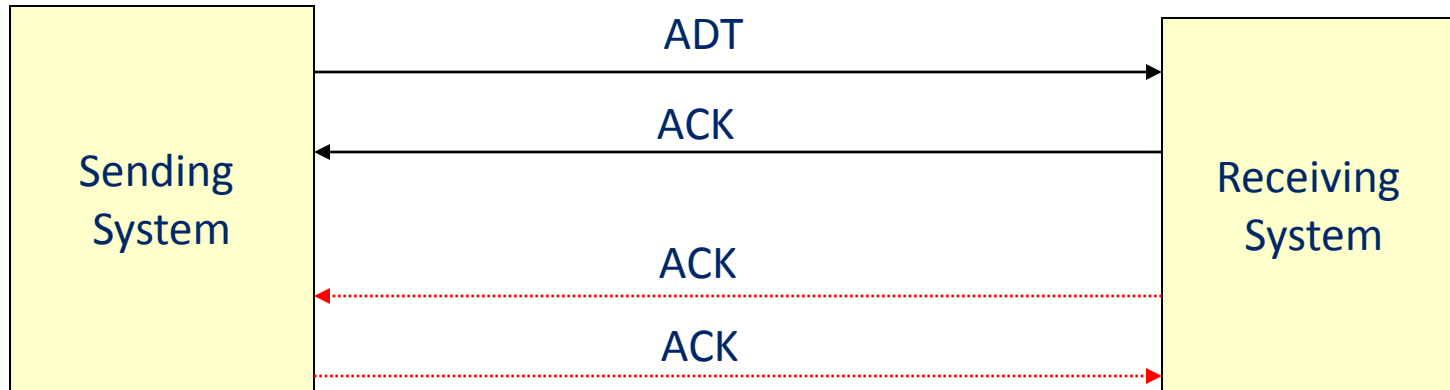 ADT
ACK
Sending
System
Receiving
System
ACK
ACK